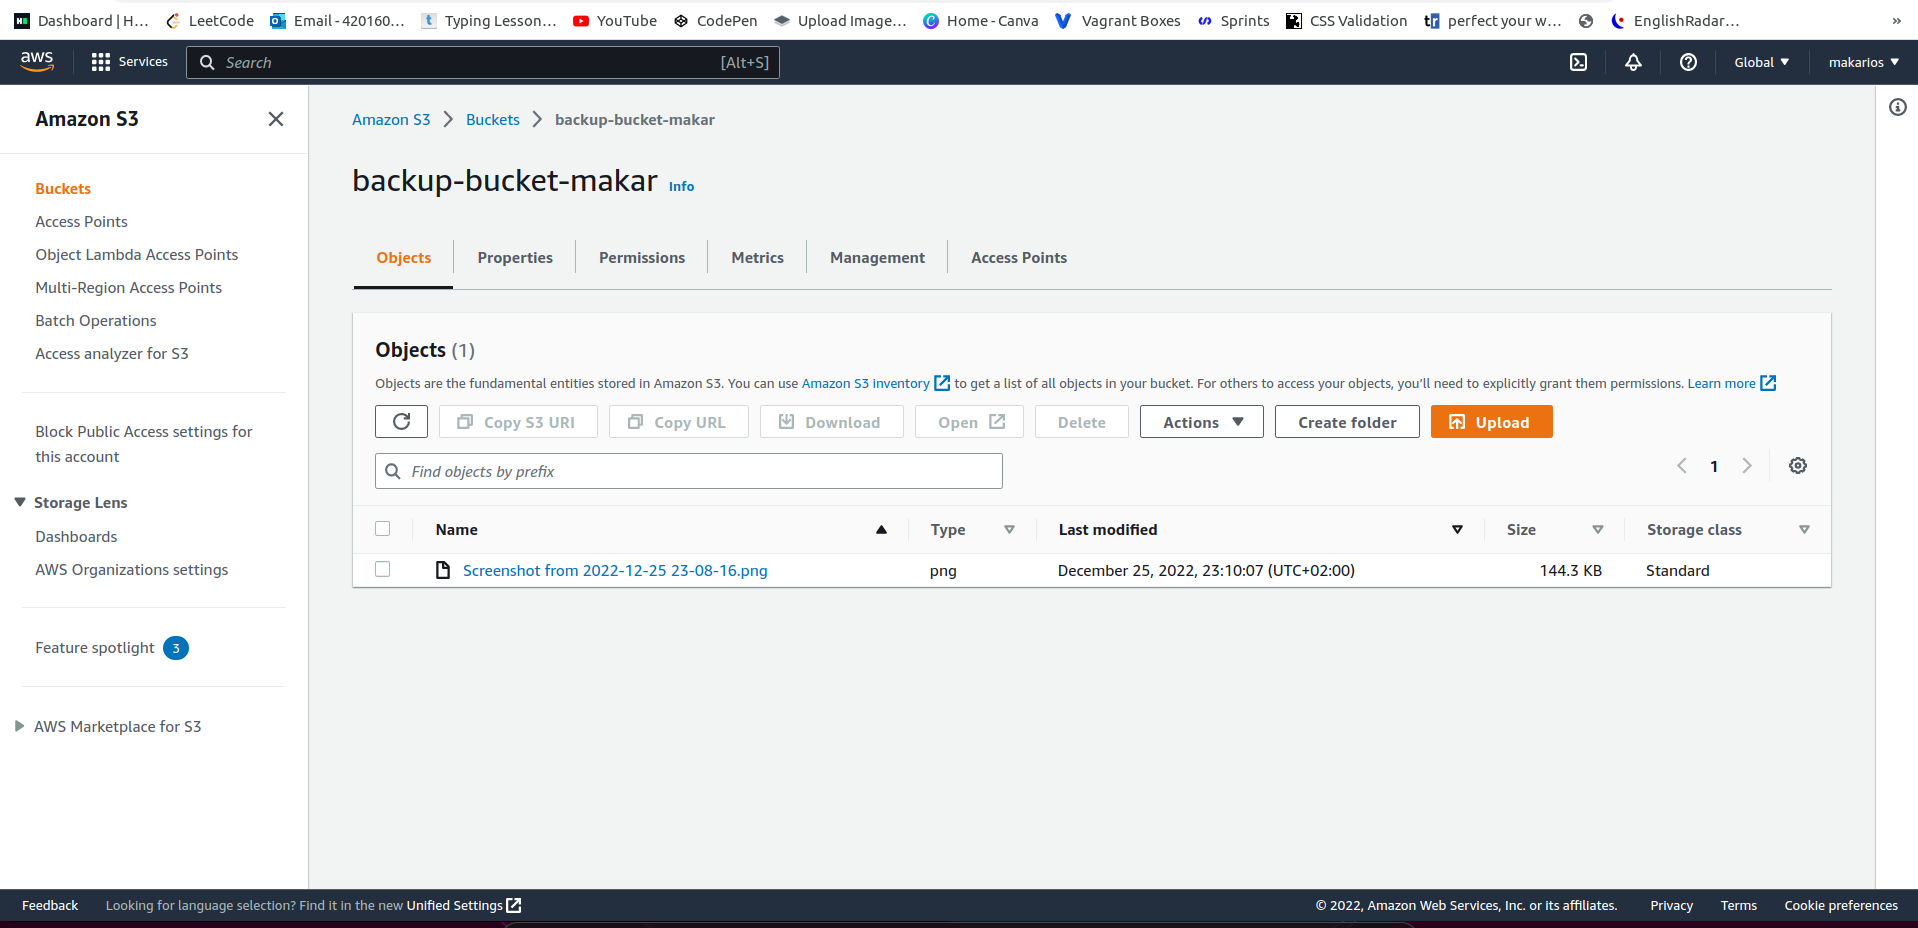 Dashboard | H... LeetCode Email - 420160... Typing Lesson... YouTube CodePen Upload Image... Home - Canva Vagrant Boxes Sprints CSS Validation perfect your w... EnglishRadar... »
aws Services Search [Alt+S] Global makarios
Amazon S3
Buckets
Access Points
Object Lambda Access Points
Multi-Region Access Points
Batch Operations
Access analyzer for S3
Block Public Access settings for
this account
Storage Lens
Dashboards
AWS Organizations settings
Feature spotlight 3
AWS Marketplace for S3
Amazon S3 > Buckets > backup-bucket-makar
backup-bucket-makar Info
Objects Properties Permissions Metrics Management Access Points
Objects (1)
Objects are the fundamental entities stored in Amazon S3. You can use Amazon S3 inventory to get a list of all objects in your bucket. For others to access your objects, you'll need to explicitly grant them permissions. Learn more
Copy S3 URI Copy URL Download Open Delete Actions Create folder Upload
Find objects by prefix < 1 >
Name Type Last modified Size Storage class
Screenshot from 2022-12-25 23-08-16.png png December 25, 2022, 23:10:07 (UTC+02:00) 144.3 KB Standard
Feedback Looking for language selection? Find it in the new Unified Settings © 2022, Amazon Web Services, Inc. or its affiliates. Privacy Terms Cookie preferences